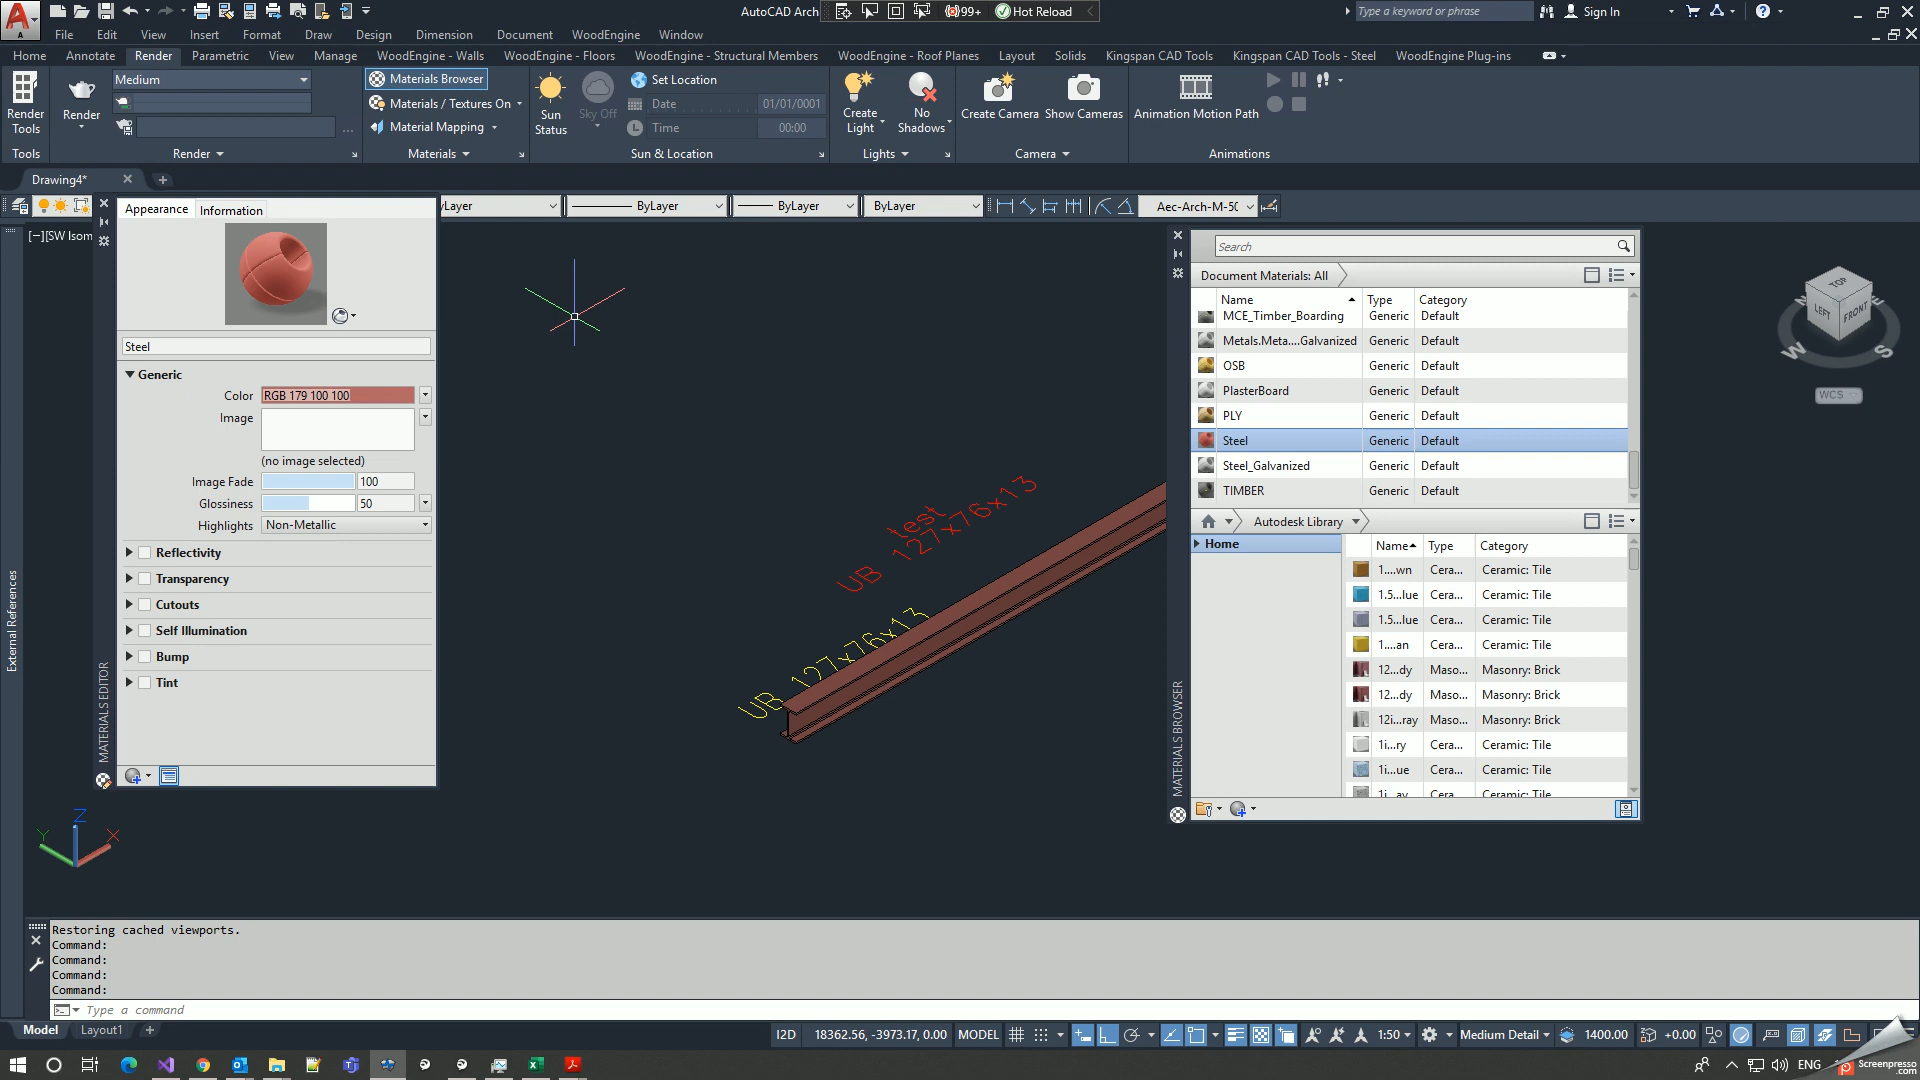 AutoCAD Arch
99+
Hot Reload
Type a keyword or phrase
Sign In
File Edit View Insert Format Draw Design Dimension Document WoodEngine Window
Home Annotate Render Parametric View Manage WoodEngine - Walls WoodEngine - Floors WoodEngine - Structural Members WoodEngine - Roof Planes Layout Solids Kingspan CAD Tools Kingspan CAD Tools - Steel WoodEngine Plug-ins
Render Tools
Render
Medium
Materials Browser
Materials / Textures On
Material Mapping
Sun Status
Sky Off
Set Location
Date 01/01/0001
Time 00:00
Create Light
No Shadows
Create Camera
Show Cameras
Animation Motion Path
Tools Render Materials Sun & Location Lights Camera Animations
Drawing4*
yLayer ByLayer ByLayer ByLayer Aec-Arch-M-50
[−][SW Isom
Appearance Information
Steel
Generic
Color RGB 179 100 100
Image
(no image selected)
Image Fade 100
Glossiness 50
Highlights Non-Metallic
Reflectivity
Transparency
Cutouts
Self Illumination
Bump
Tint
MATERIALS EDITOR
External References
test
UB 127x76x13
UB 127x76x13
Search
Document Materials: All
Name Type Category
MCE_Timber_Boarding Generic Default
Metals.Meta....Galvanized Generic Default
OSB Generic Default
PlasterBoard Generic Default
PLY Generic Default
Steel Generic Default
Steel_Galvanized Generic Default
TIMBER Generic Default
Autodesk Library
Home
Name Type Category
1....wn Cera... Ceramic: Tile
1.5...lue Cera... Ceramic: Tile
1.5...lue Cera... Ceramic: Tile
1....an Cera... Ceramic: Tile
12...dy Maso... Masonry: Brick
12...dy Maso... Masonry: Brick
12i...ray Maso... Masonry: Brick
1i...ry Cera... Ceramic: Tile
1i...ue Cera... Ceramic: Tile
1i...ay Cera... Ceramic: Tile
MATERIALS BROWSER
TOP
LEFT FRONT
N E
W S
WCS
Z
Y X
Restoring cached viewports.
Command:
Command:
Command:
Command:
Type a command
Model Layout1
I2D 18362.56, -3973.17, 0.00 MODEL 1:50 Medium Detail 1400.00 +0.00
ENG
Screenpresso
.com